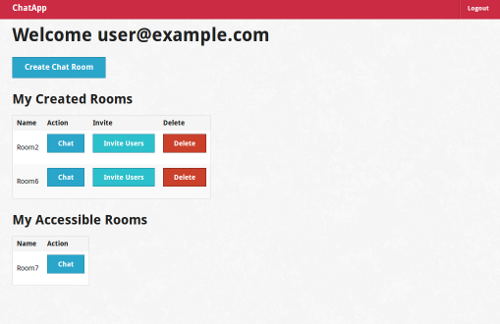 ChatApp Logout
Welcome user@example.com
Create Chat Room
My Created Rooms
Name Action Invite Delete
Room2 Chat Invite Users Delete
Room6 Chat Invite Users Delete
My Accessible Rooms
Name Action
Room7 Chat